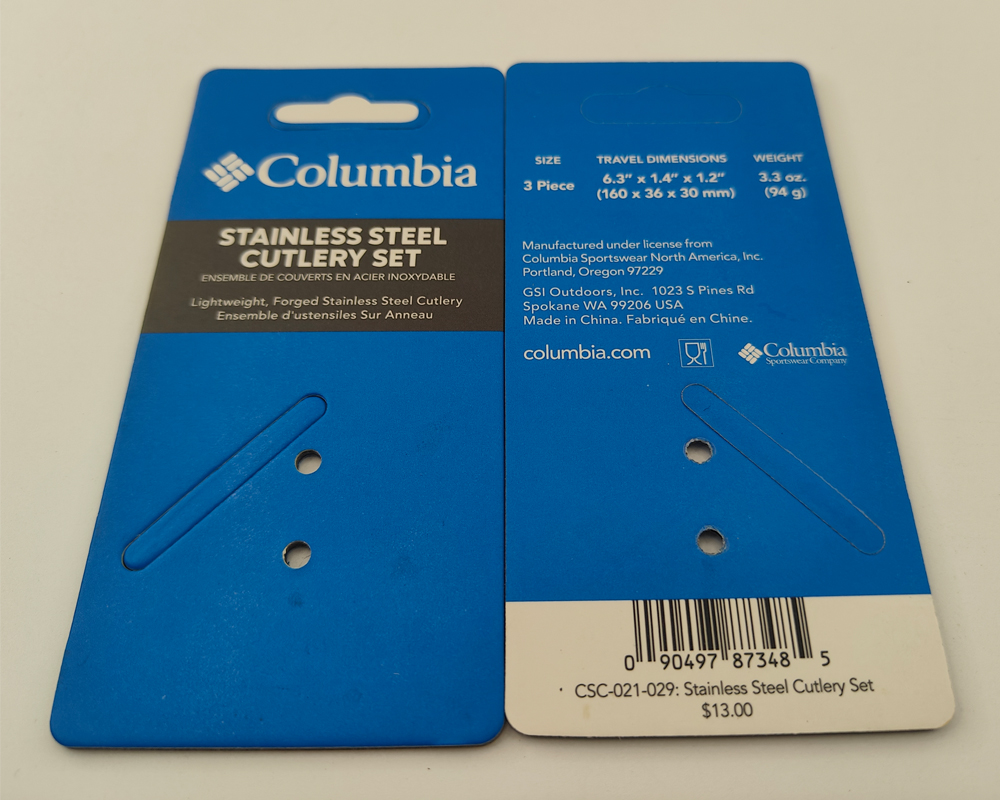 Columbia
STAINLESS STEEL
CUTLERY SET
ENSEMBLE DE COUVERTS EN ACIER INOXYDABLE
Lightweight, Forged Stainless Steel Cutlery
Ensemble d'ustensiles Sur Anneau
SIZE TRAVEL DIMENSIONS WEIGHT
3 Piece 6.3" x 1.4" x 1.2" 3.3 oz.
(160 x 36 x 30 mm) (94 g)
Manufactured under license from
Columbia Sportswear North America, Inc.
Portland, Oregon 97229
GSI Outdoors, Inc. 1023 S Pines Rd
Spokane WA 99206 USA
Made in China. Fabriqué en Chine.
columbia.com Columbia
Sportswear Company
0 90497 87348 5
CSC-021-029: Stainless Steel Cutlery Set
$13.00